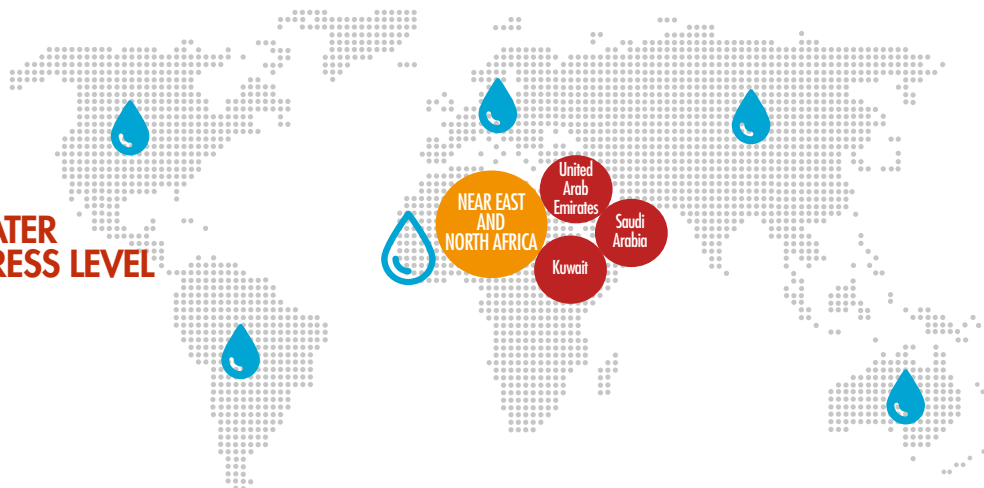 ATER
RESS LEVEL
NEAR EAST
AND
NORTH AFRICA
United
Arab
Emirates
Saudi
Arabia
Kuwait